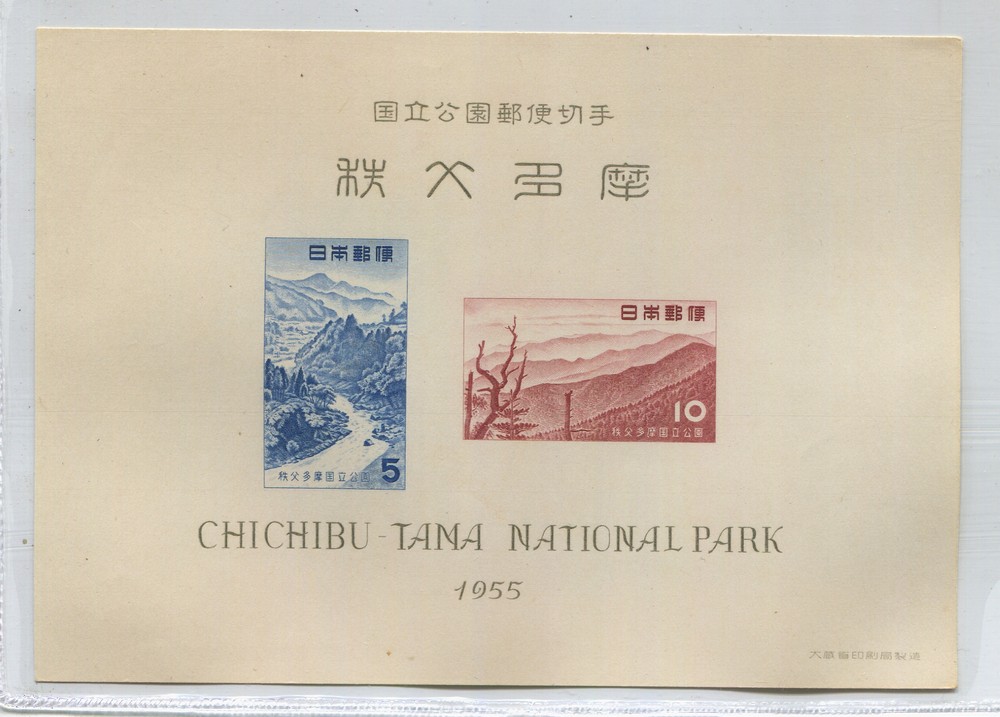 国立公園郵便切手
秩父多摩
日本郵便
秩父多摩国立公園
5
日本郵便
10
秩父多摩国立公園
CHICHIBU-TAMA NATIONAL PARK
1955
大蔵省印刷局製造